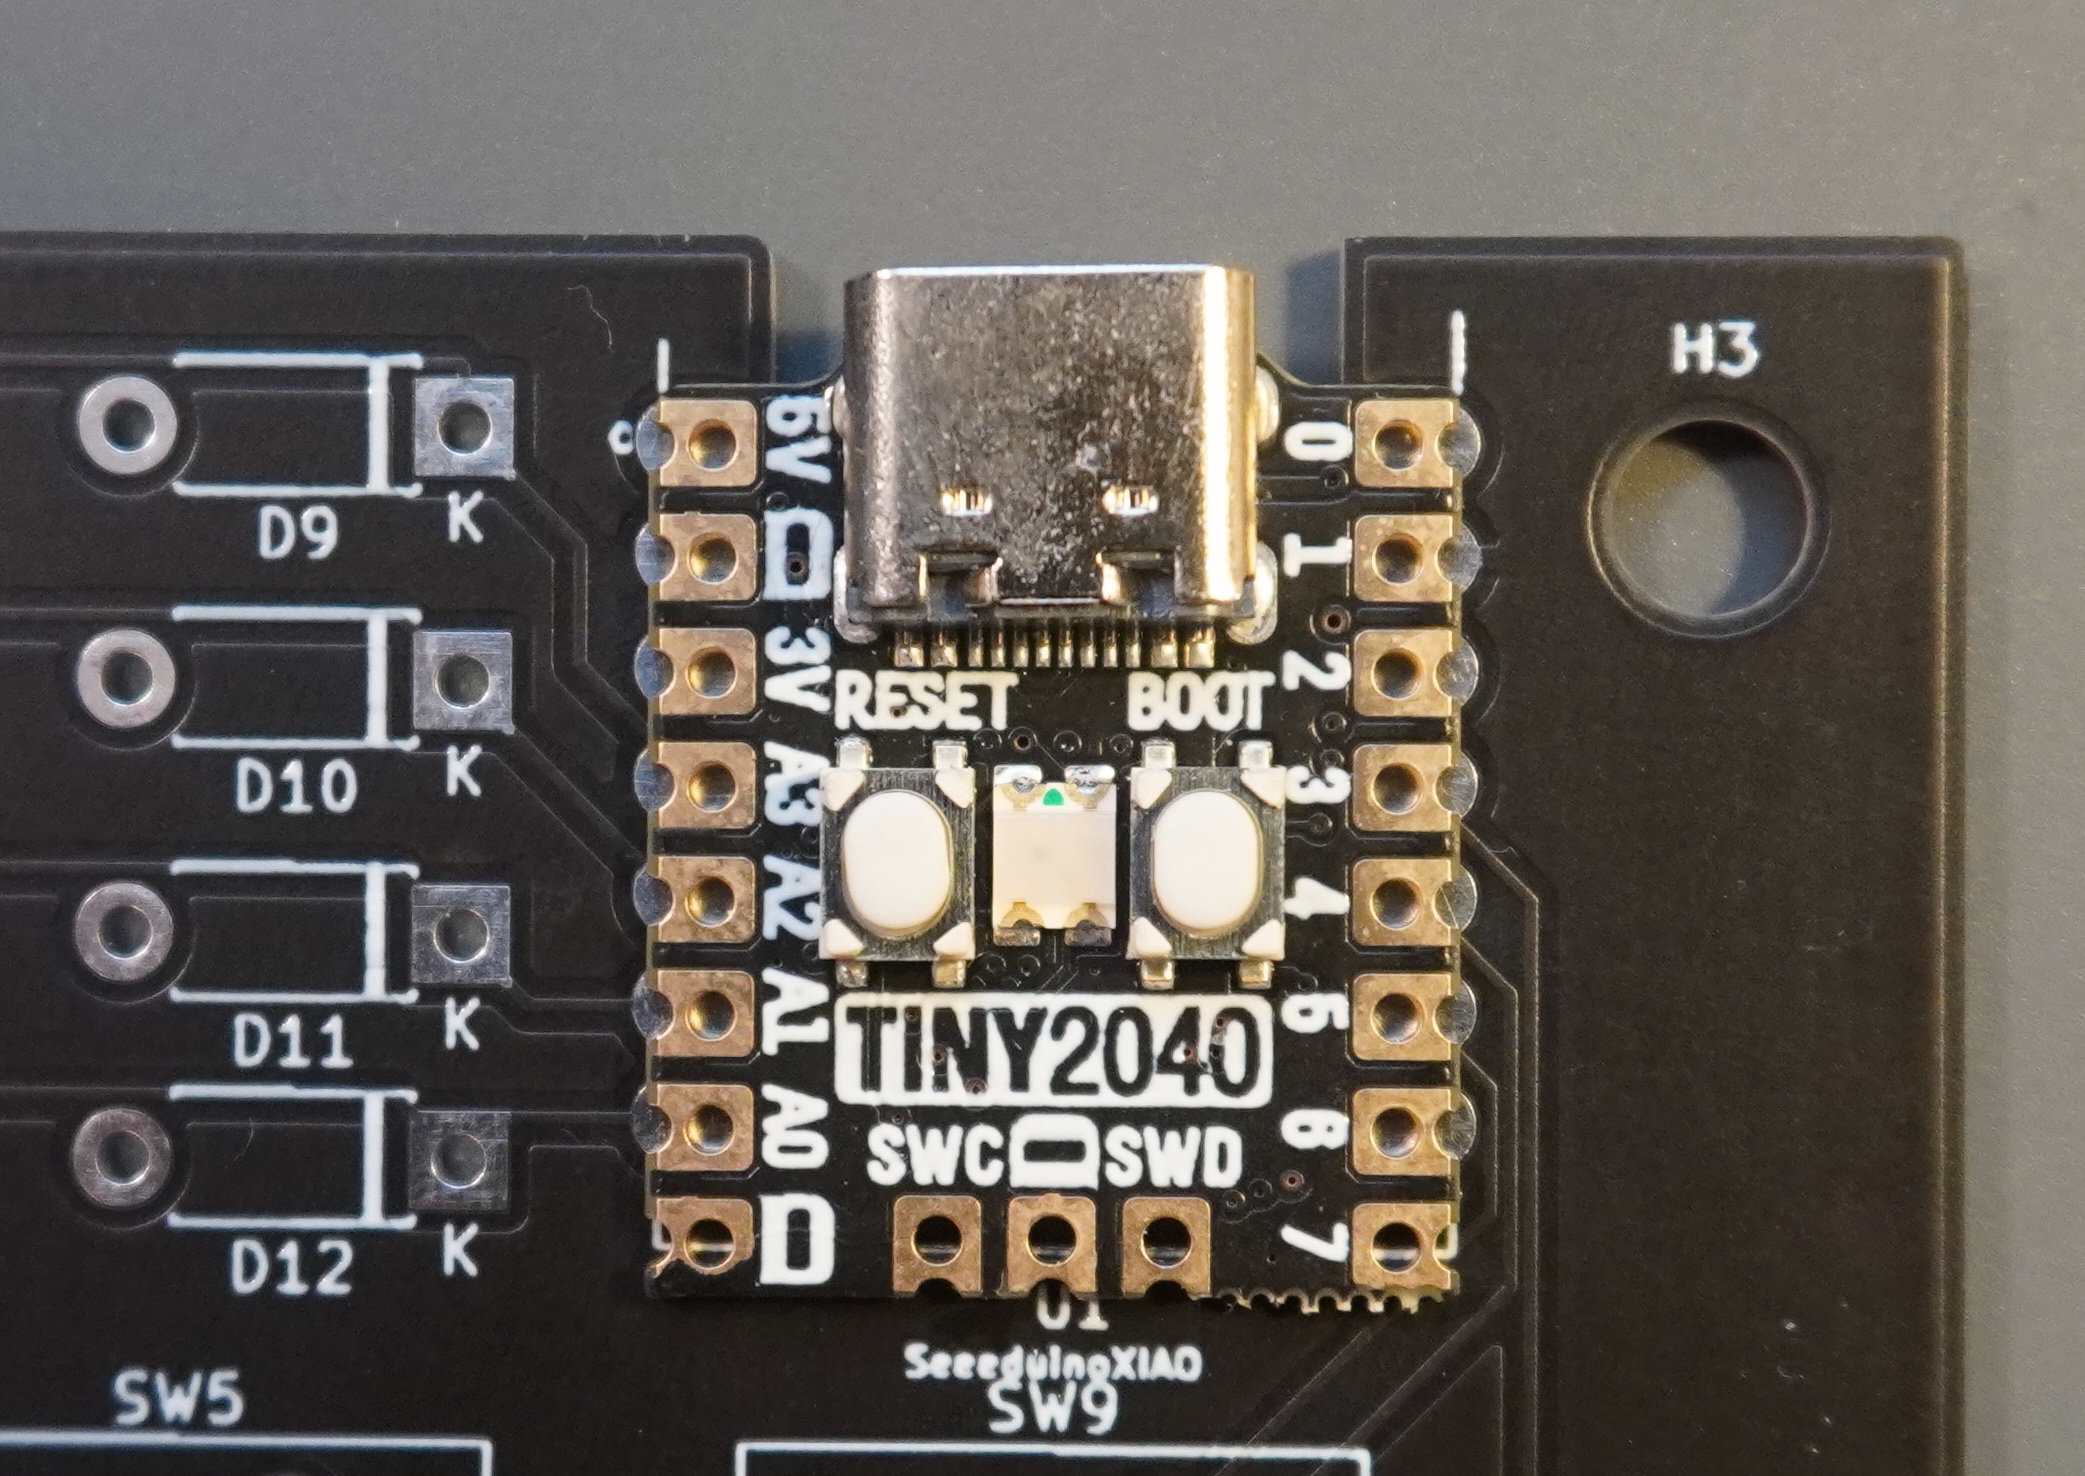 H3
5V
0
D9
K
1
3V
2
RESET
BOOT
D10
K
A3
3
A2
4
D11
K
A1
5
TINY2040
A0
6
SWC
SWD
D12
K
7
U1
SeeeduinoXIAO
SW5
SW9